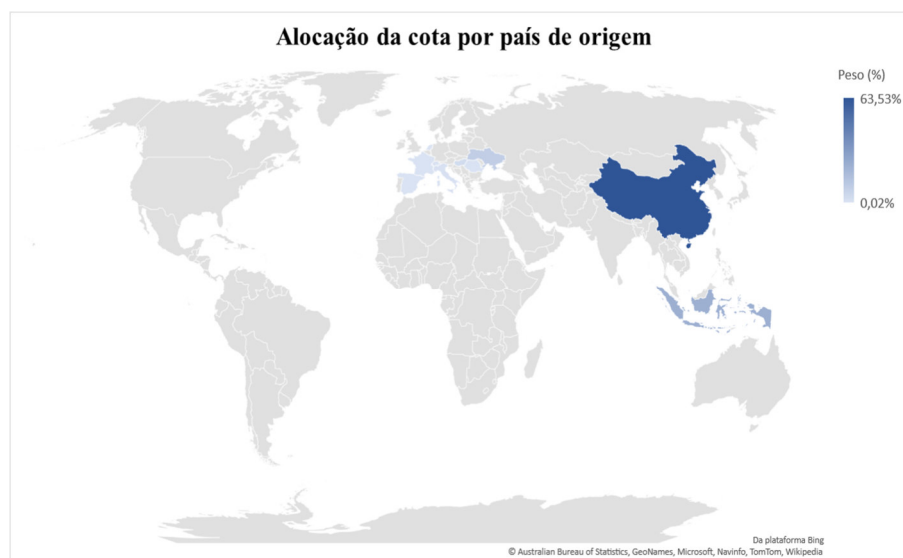 Alocação da cota por país de origem
Peso (%)
63,53%
0,02%
Da plataforma Bing
© Australian Bureau of Statistics, GeoNames, Microsoft, Navinfo, TomTom, Wikipedia